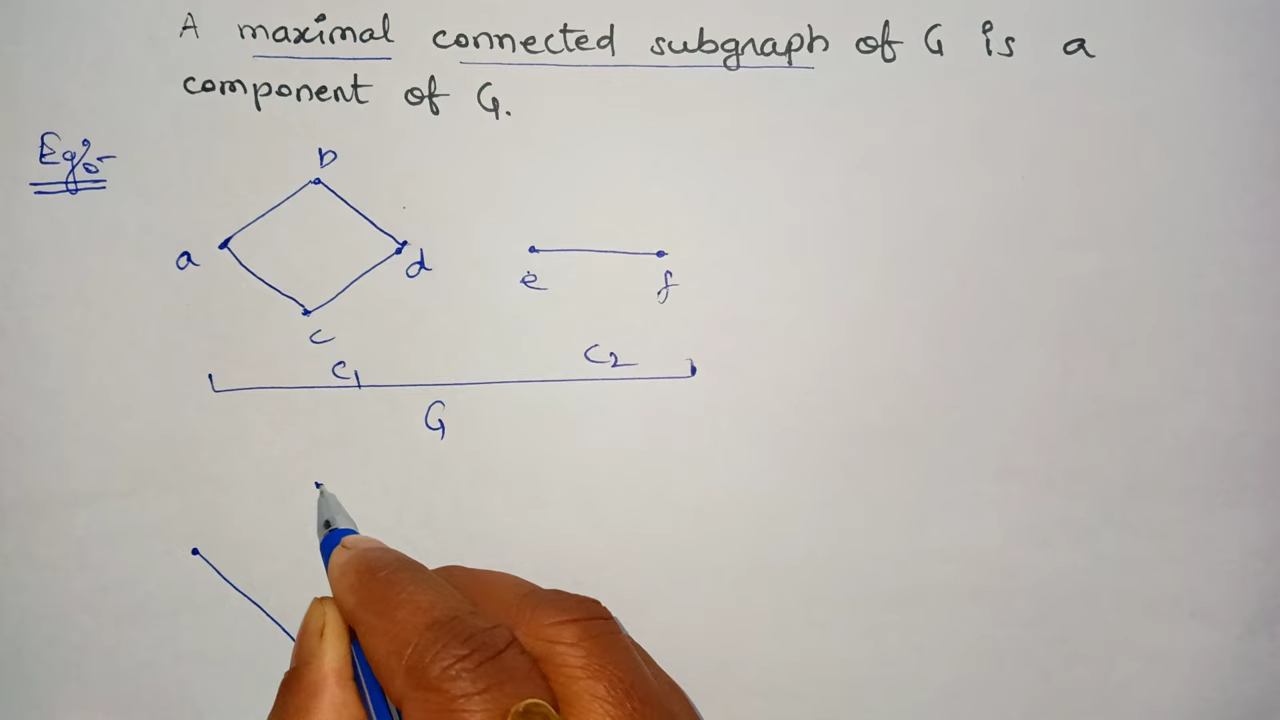 A maximal connected subgraph of G is a
component of G.
Eg:-
b
a
d
e
f
c
C1
C2
G